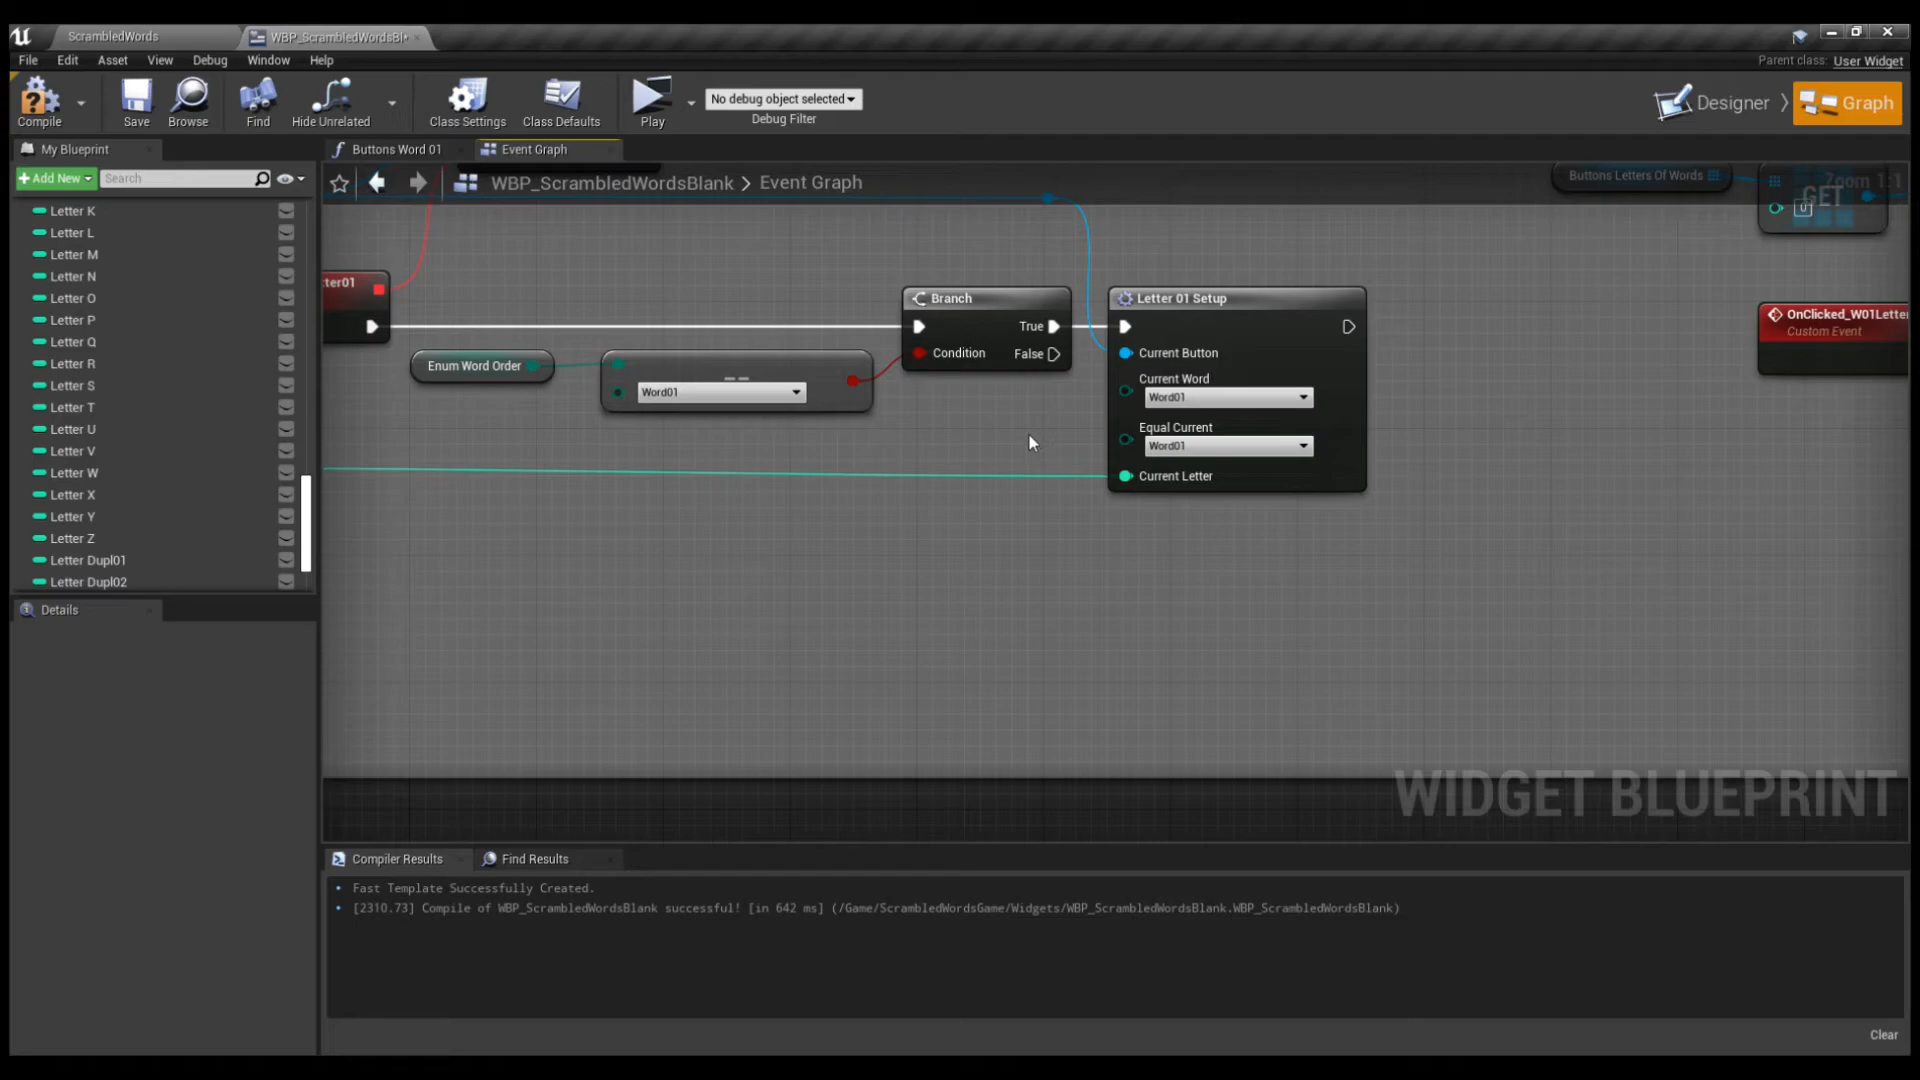 ScrambledWords
WBP_ScrambledWordsBl*
File Edit Asset View Debug Window Help
Parent class: User Widget
Compile
Save
Browse
Find
Hide Unrelated
Class Settings
Class Defaults
Play
No debug object selected
Debug Filter
Designer
Graph
My Blueprint
Buttons Word 01
Event Graph
Add New
Search
WBP_ScrambledWordsBlank > Event Graph
Buttons Letters Of Words
Zoom 1:1
GET
Letter K
Letter L
Letter M
Letter N
Letter O
Letter P
Letter Q
Letter R
Letter S
Letter T
Letter U
Letter V
Letter W
Letter X
Letter Y
Letter Z
Letter Dupl01
Letter Dupl02
Details
tter01
Enum Word Order
==
Word01
Branch
True
Condition
False
Letter 01 Setup
Current Button
Current Word
Word01
Equal Current
Word01
Current Letter
OnClicked_W01Letter
Custom Event
WIDGET BLUEPRINT
Compiler Results
Find Results
Fast Template Successfully Created.
[2310.73] Compile of WBP_ScrambledWordsBlank successful! [in 642 ms] (/Game/ScrambledWordsGame/Widgets/WBP_ScrambledWordsBlank.WBP_ScrambledWordsBlank)
Clear